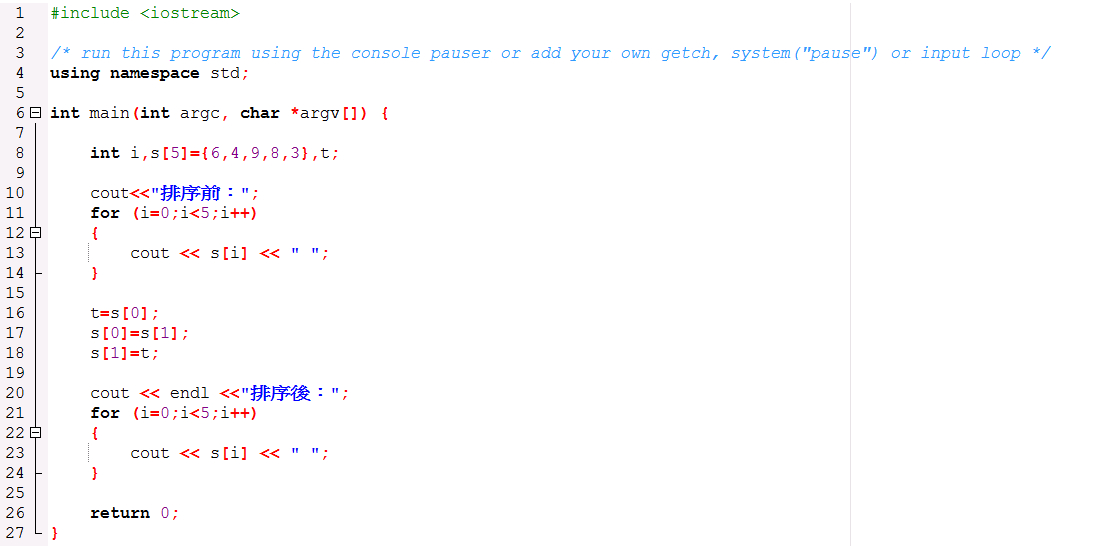 1 #include <iostream>
2
3 /* run this program using the console pauser or add your own getch, system("pause") or input loop */
4 using namespace std;
5
6 int main(int argc, char *argv[]) {
7
8 int i,s[5]={6,4,9,8,3},t;
9
10 cout<<"排序前：";
11 for (i=0;i<5;i++)
12 {
13 cout << s[i] << " ";
14 }
15
16 t=s[0];
17 s[0]=s[1];
18 s[1]=t;
19
20 cout << endl <<"排序後：";
21 for (i=0;i<5;i++)
22 {
23 cout << s[i] << " ";
24 }
25
26 return 0;
27 }